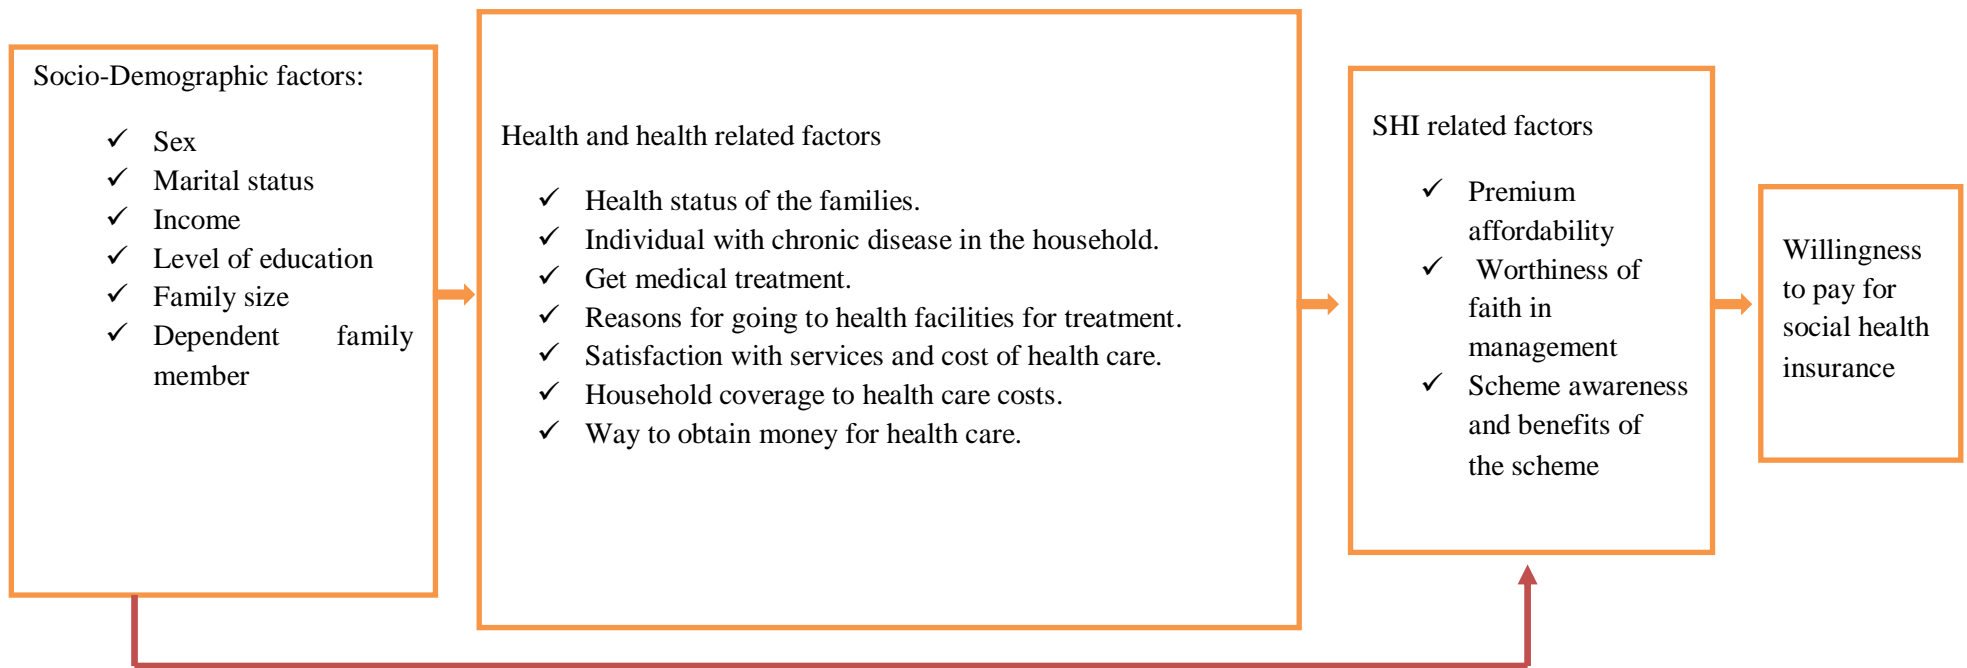 Socio-Demographic factors:
✓ Sex
✓ Marital status
✓ Income
✓ Level of education
✓ Family size
✓ Dependent family
member
Health and health related factors
✓ Health status of the families.
✓ Individual with chronic disease in the household.
✓ Get medical treatment.
✓ Reasons for going to health facilities for treatment.
✓ Satisfaction with services and cost of health care.
✓ Household coverage to health care costs.
✓ Way to obtain money for health care.
SHI related factors
✓ Premium
affordability
✓ Worthiness of
faith in
management
✓ Scheme awareness
and benefits of
the scheme
Willingness
to pay for
social health
insurance